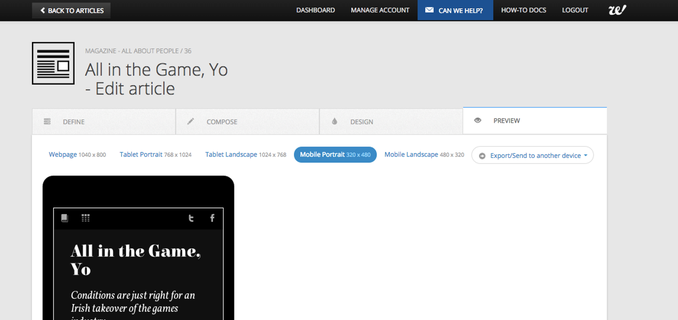 BACK TO ARTICLES
DASHBOARD MANAGE ACCOUNT CAN WE HELP? HOW-TO DOCS LOGOUT
MAGAZINE - ALL ABOUT PEOPLE / 36
All in the Game, Yo
- Edit article
DEFINE COMPOSE DESIGN PREVIEW
Webpage 1040 x 800 Tablet Portrait 768 x 1024 Tablet Landscape 1024 x 768 Mobile Portrait 320 x 480 Mobile Landscape 480 x 320 Export/Send to another device
All in the Game,
Yo
Conditions are just right for an
Irish takeover of the games
industry